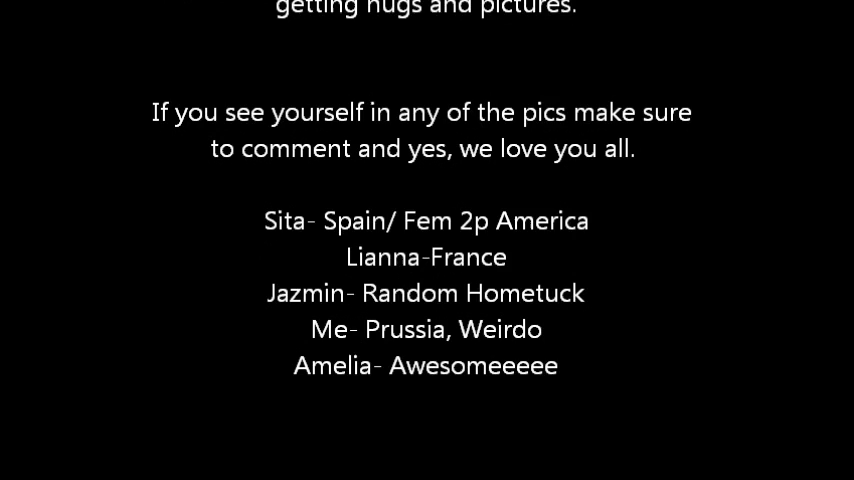 getting hugs and pictures.
If you see yourself in any of the pics make sure
to comment and yes, we love you all.
Sita- Spain/ Fem 2p America
Lianna-France
Jazmin- Random Hometuck
Me- Prussia, Weirdo
Amelia- Awesomeeeee